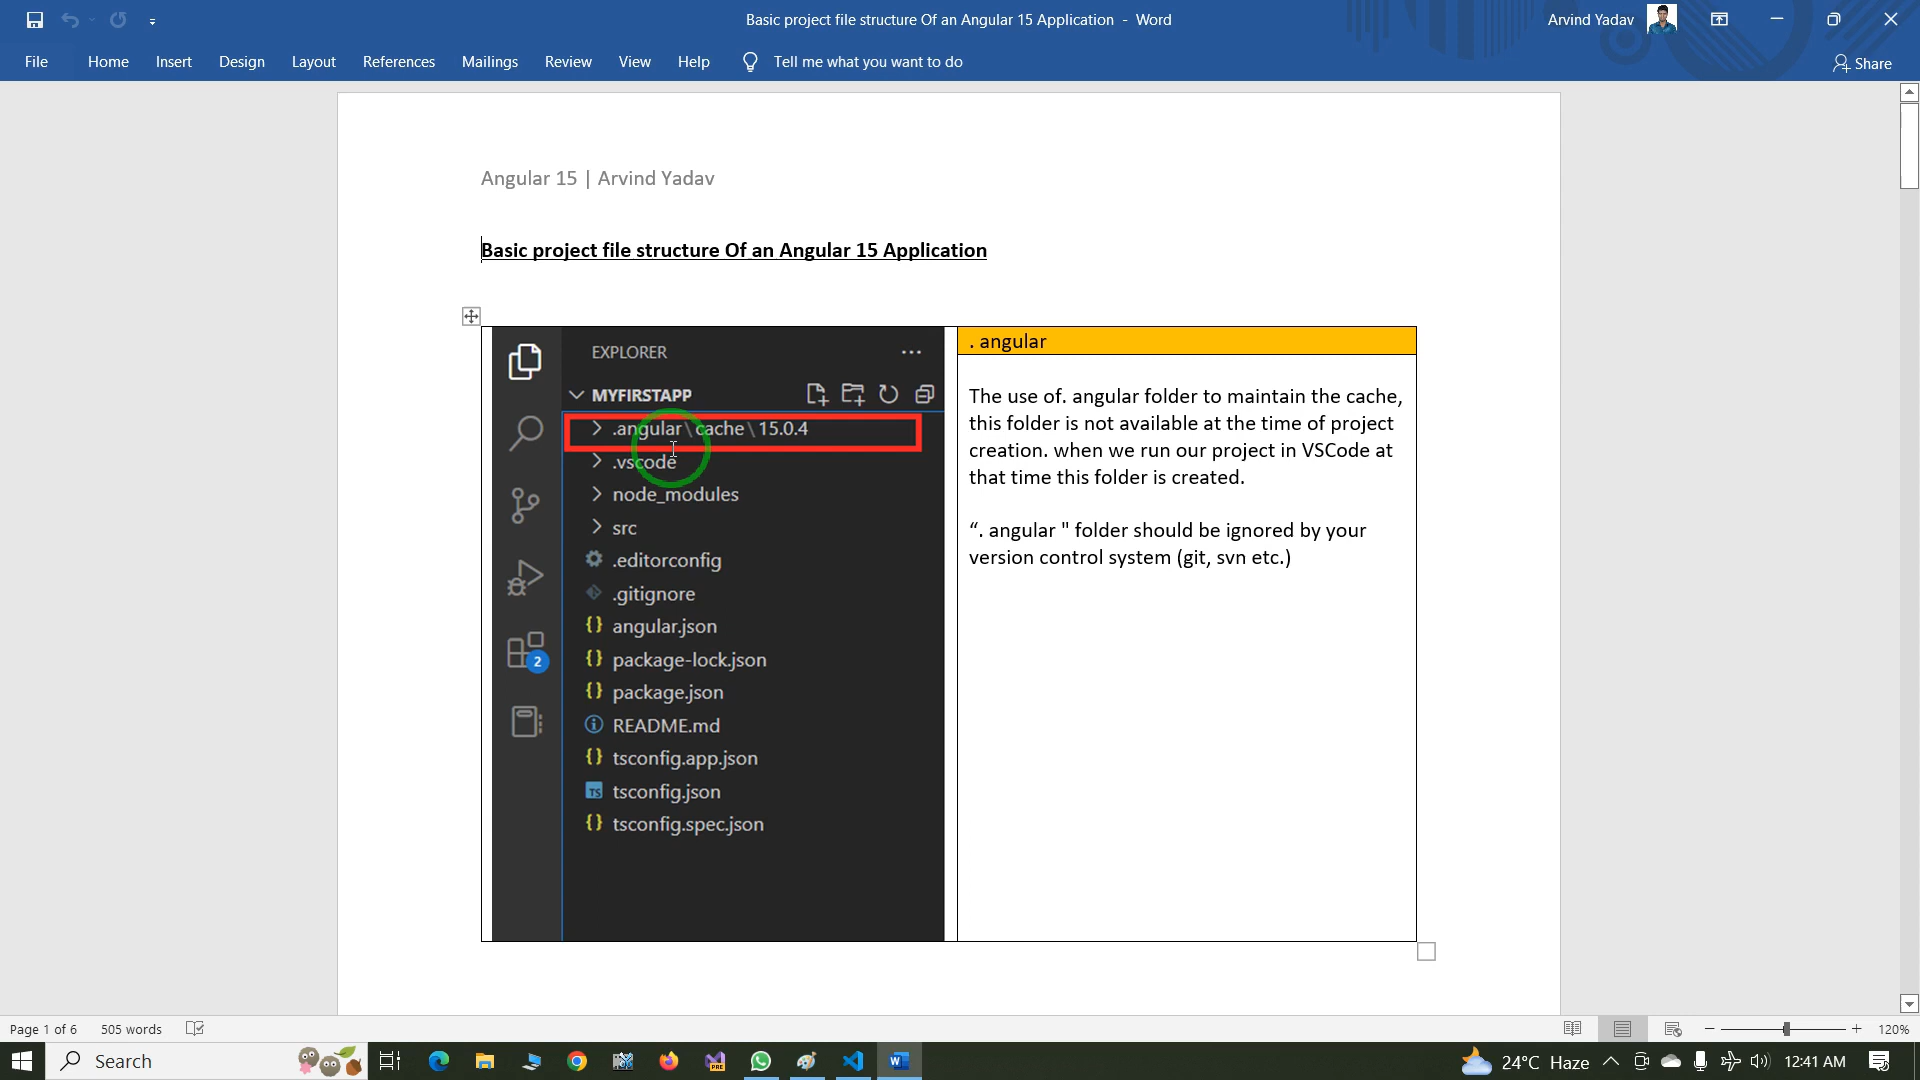 Basic project file structure Of an Angular 15 Application - Word
Arvind Yadav
File Home Insert Design Layout References Mailings Review View Help Tell me what you want to do
Share
Angular 15 | Arvind Yadav
Basic project file structure Of an Angular 15 Application
EXPLORER
MYFIRSTAPP
.angular\cache\15.0.4
.vscode
node_modules
src
.editorconfig
.gitignore
{} angular.json
{} package-lock.json
{} package.json
README.md
{} tsconfig.app.json
TS tsconfig.json
{} tsconfig.spec.json
2
. angular
The use of. angular folder to maintain the cache,
this folder is not available at the time of project
creation. when we run our project in VSCode at
that time this folder is created.
“. angular " folder should be ignored by your
version control system (git, svn etc.)
Page 1 of 6 505 words
120%
Search
PRE
24°C Haze
12:41 AM